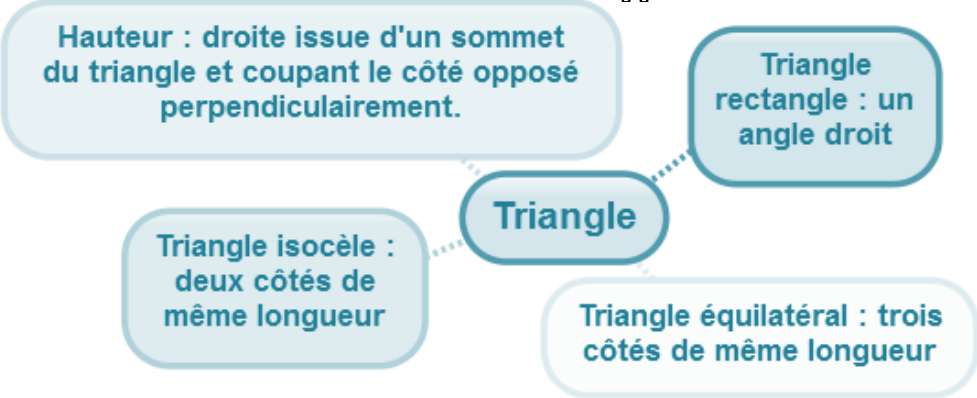 Hauteur : droite issue d'un sommet
du triangle et coupant le côté opposé
perpendiculairement.
Triangle
rectangle : un
angle droit
Triangle
Triangle isocèle :
deux côtés de
même longueur
Triangle équilatéral : trois
côtés de même longueur